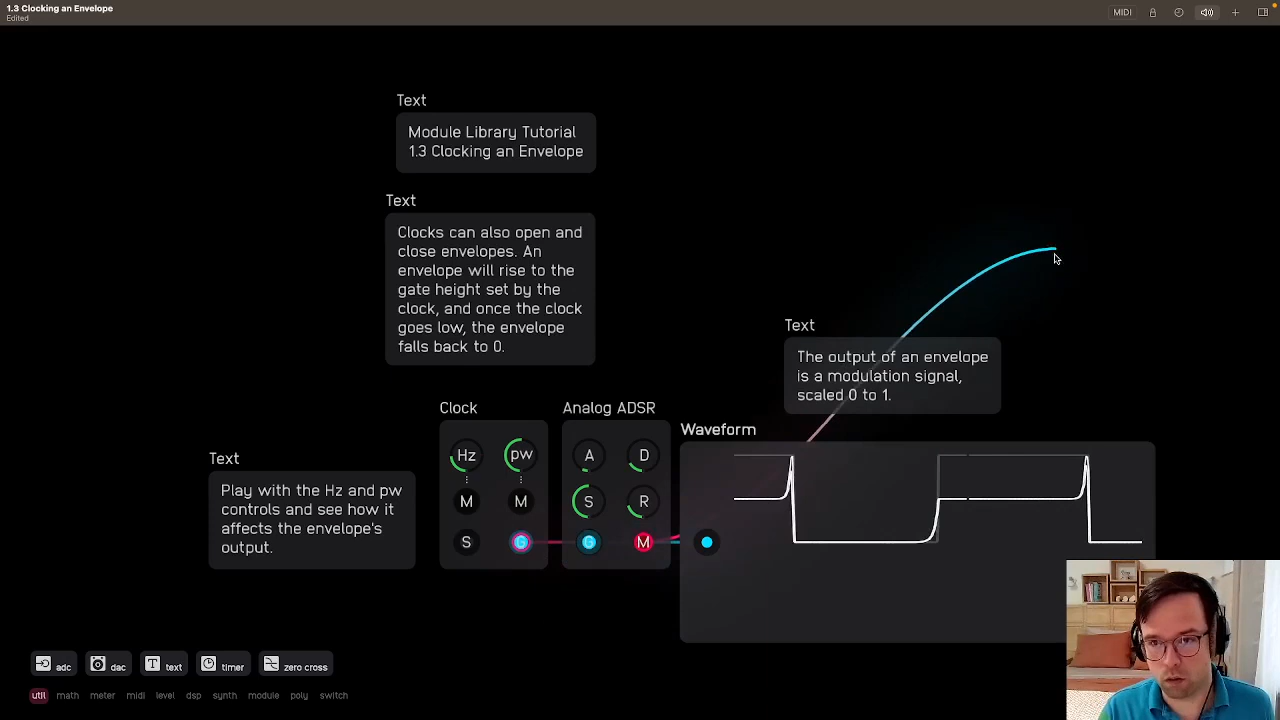 1.3 Clocking an Envelope
Edited
MIDI
Text
Module Library Tutorial
1.3 Clocking an Envelope
Text
Clocks can also open and
close envelopes. An
envelope will rise to the
gate height set by the
clock, and once the clock
goes low, the envelope
falls back to 0.
Text
The output of an envelope
is a modulation signal,
scaled 0 to 1.
Text
Play with the Hz and pw
controls and see how it
affects the envelope's
output.
Clock
Hz pw
M M
S G
Analog ADSR
A D
S R
G M
Waveform
adc dac text timer zero cross
util math meter midi level dsp synth module poly switch